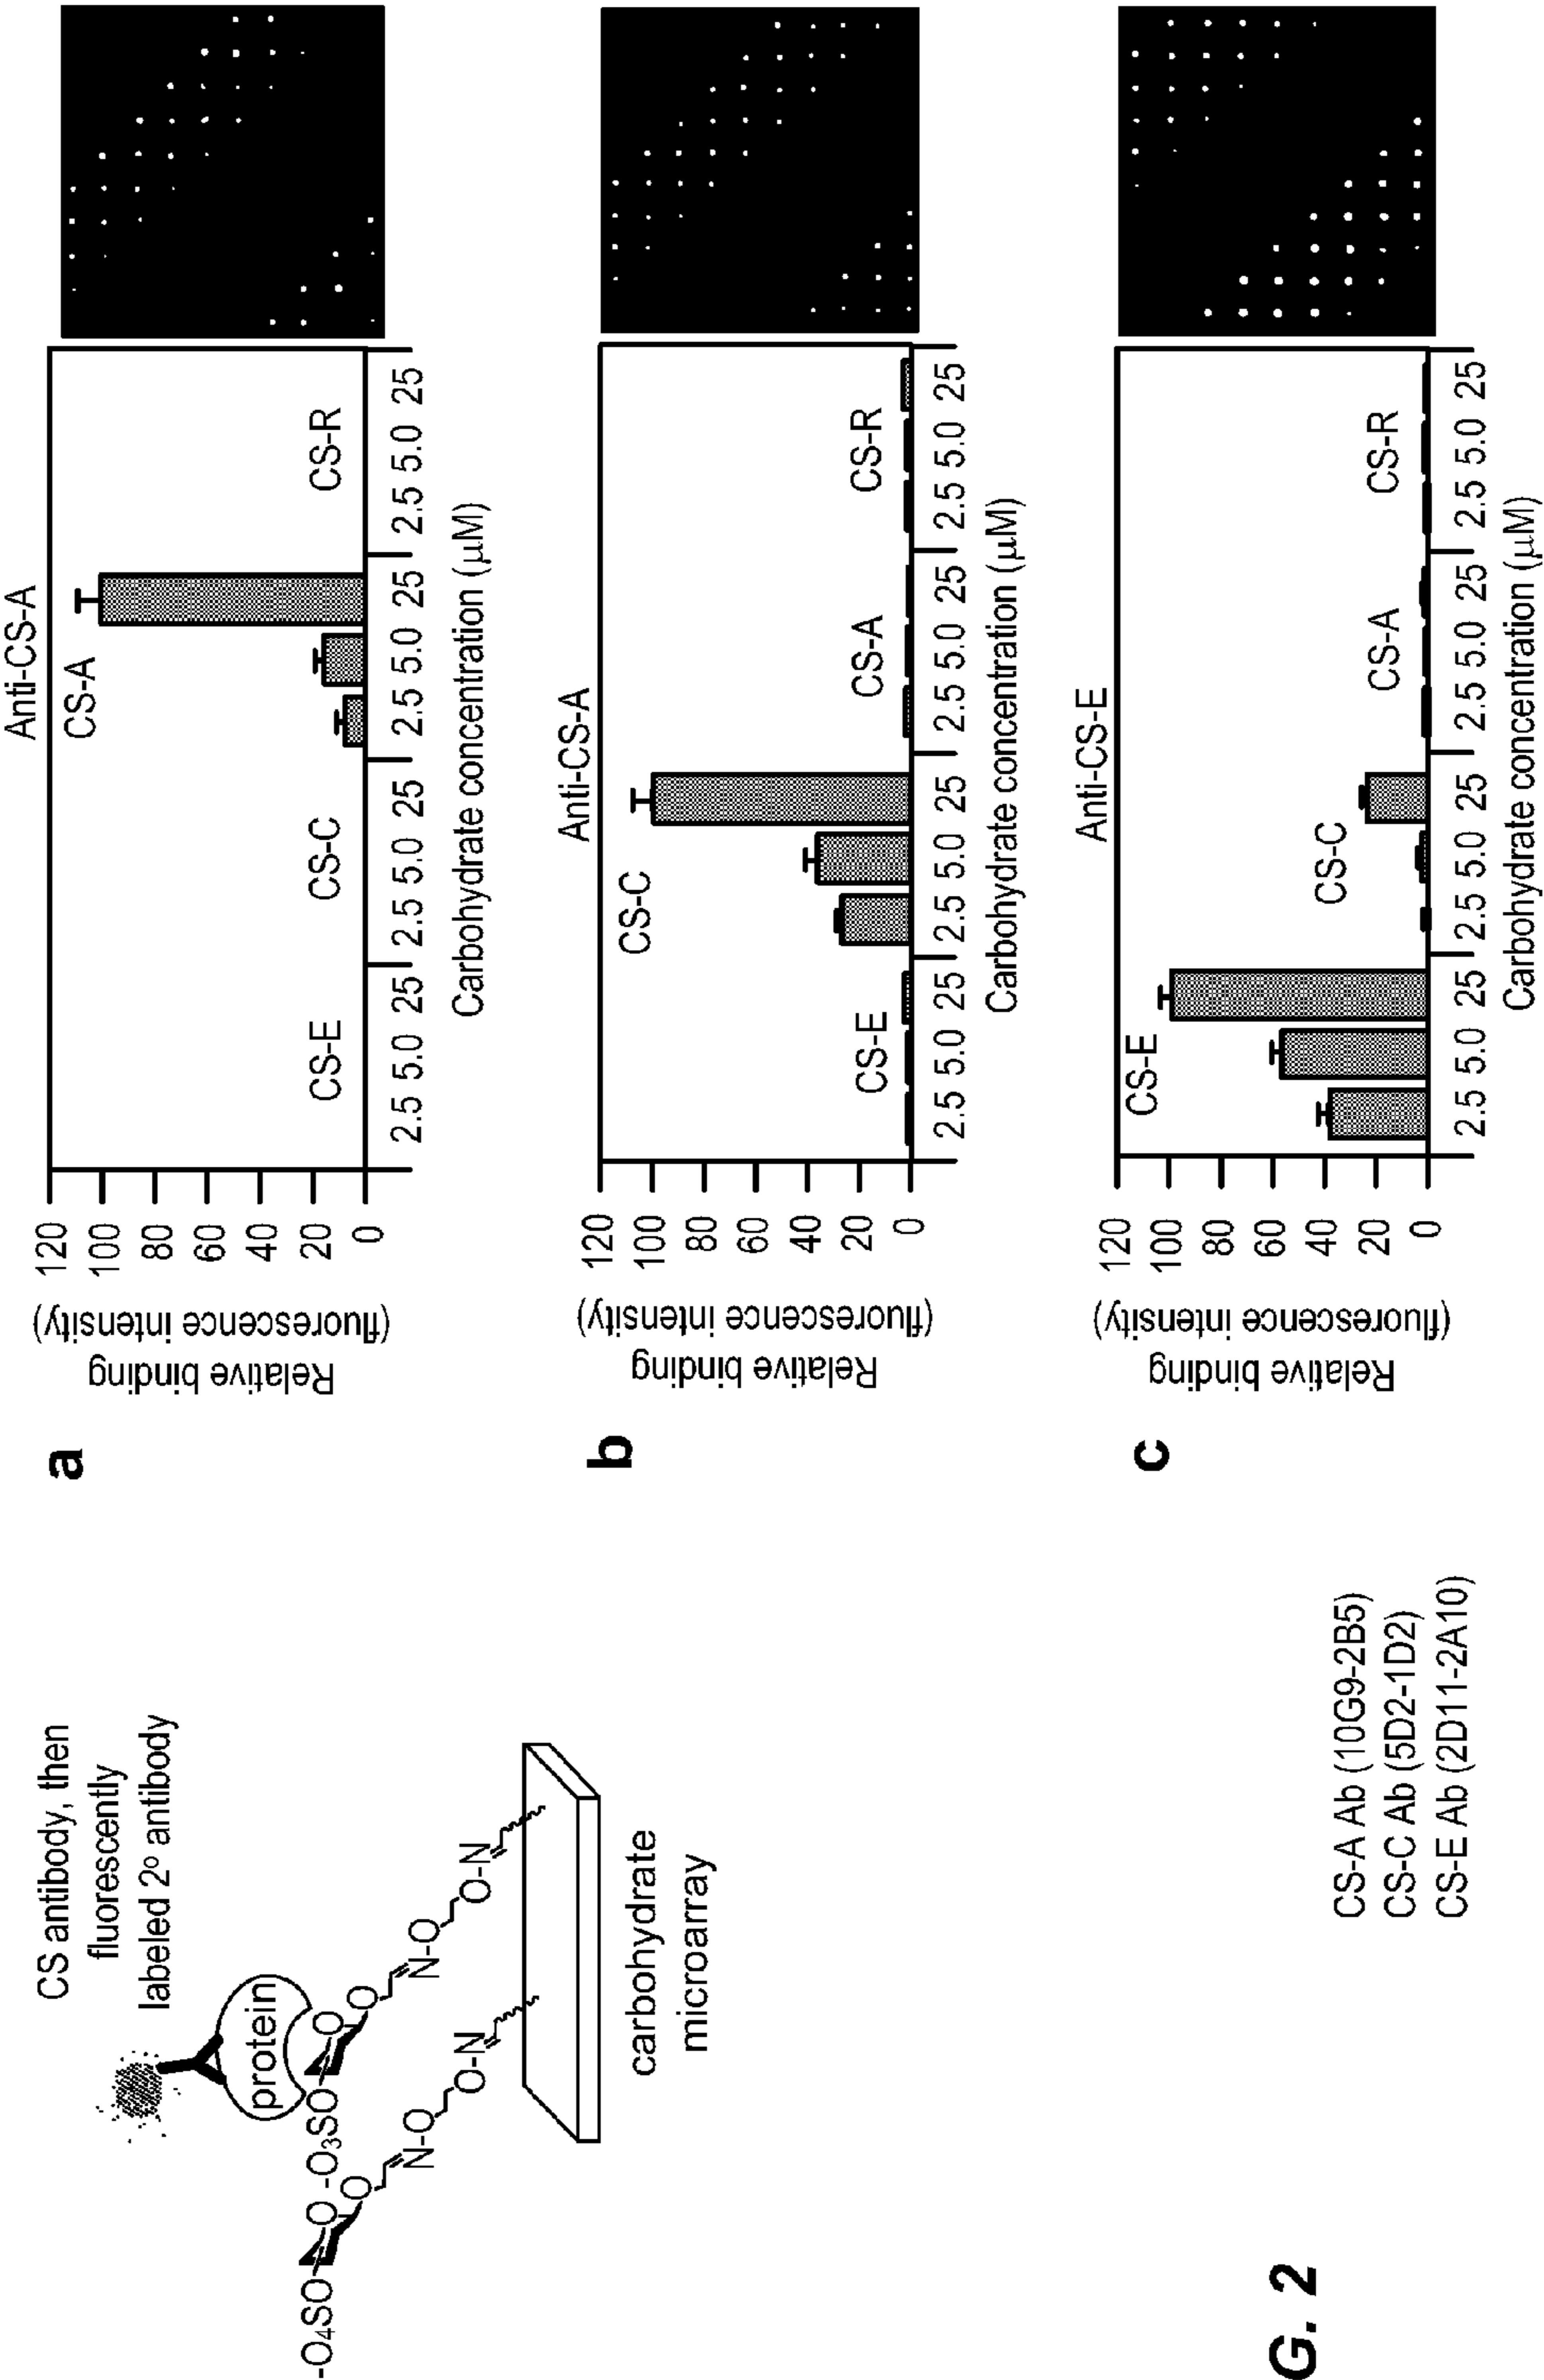 CS antibody, then
fluorescently
labeled 2º antibody
protein
-O4SO
O
-O3SO
O
O
O
N-O
N-O
O-N
O-N
carbohydrate
microarray
CS-A Ab (10G9-2B5)
CS-C Ab (5D2-1D2)
CS-E Ab (2D11-2A10)
G. 2
a
Anti-CS-A
Relative binding
(fluorescence intensity)
120
100
80
60
40
20
0
CS-E
CS-C
CS-A
CS-R
2.5 5.0 25 2.5 5.0 25 2.5 5.0 25 2.5 5.0 25
Carbohydrate concentration (μM)
b
Anti-CS-A
Relative binding
(fluorescence intensity)
120
100
80
60
40
20
0
CS-E
CS-C
CS-A
CS-R
2.5 5.0 25 2.5 5.0 25 2.5 5.0 25 2.5 5.0 25
Carbohydrate concentration (μM)
c
Anti-CS-E
Relative binding
(fluorescence intensity)
120
100
80
60
40
20
0
CS-E
CS-C
CS-A
CS-R
2.5 5.0 25 2.5 5.0 25 2.5 5.0 25 2.5 5.0 25
Carbohydrate concentration (μM)